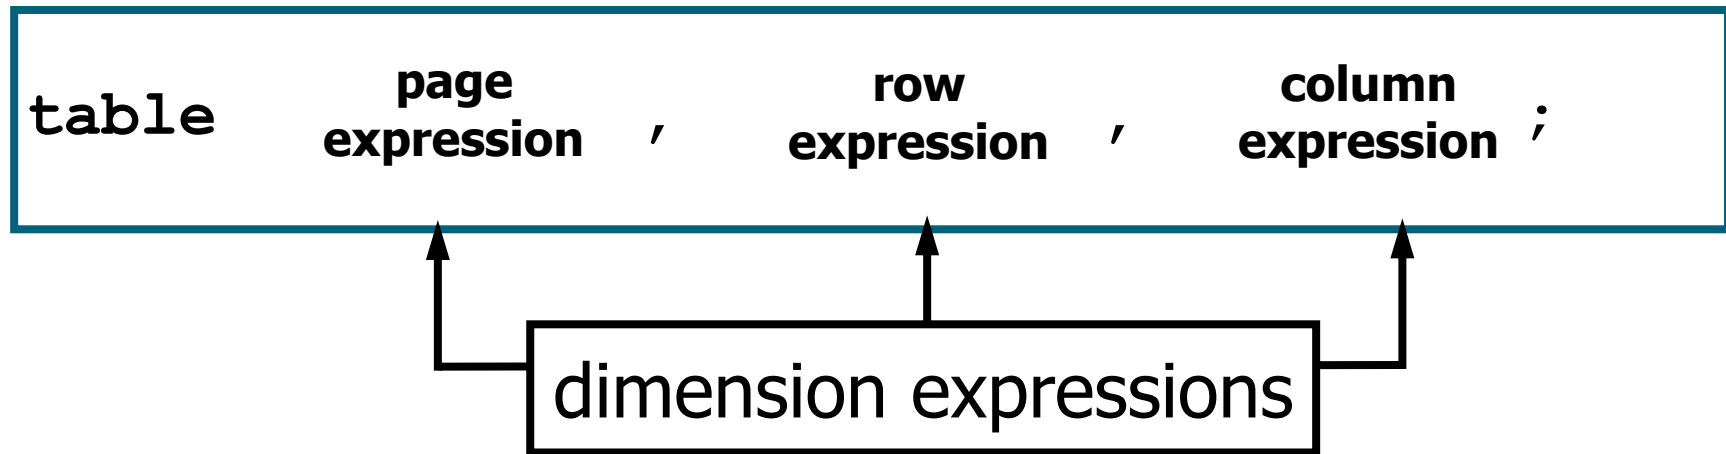 table page expression , row expression , column expression ;
dimension expressions